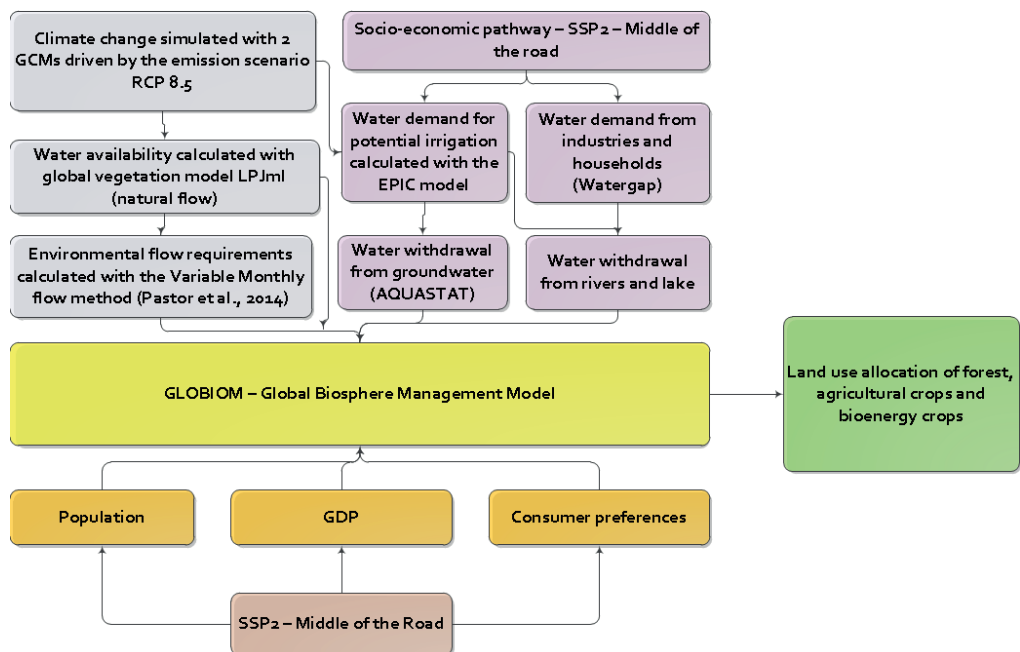 Climate change simulated with 2
GCMs driven by the emission scenario
RCP 8.5
Socio-economic pathway – SSP2 – Middle of
the road
Water availability calculated with
global vegetation model LPJml
(natural flow)
Water demand for
potential irrigation
calculated with the
EPIC model
Water demand from
industries and
households
(Watergap)
Environmental flow requirements
calculated with the Variable Monthly
flow method (Pastor et al., 2014)
Water withdrawal
from groundwater
(AQUASTAT)
Water withdrawal
from rivers and lake
GLOBIOM – Global Biosphere Management Model
Land use allocation of forest,
agricultural crops and
bioenergy crops
Population
GDP
Consumer preferences
SSP2 – Middle of the Road